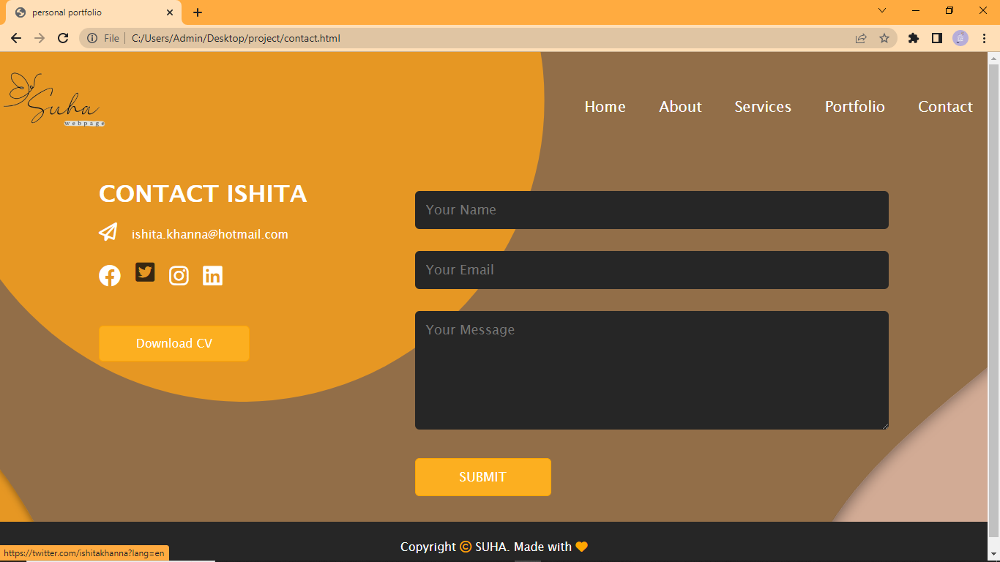 personal portfolio
File C:/Users/Admin/Desktop/project/contact.html
Suha
webpage
Home About Services Portfolio Contact
CONTACT ISHITA
ishita.khanna@hotmail.com
Download CV
Your Name
Your Email
Your Message
SUBMIT
Copyright © SUHA. Made with
https://twitter.com/ishitakhanna?lang=en